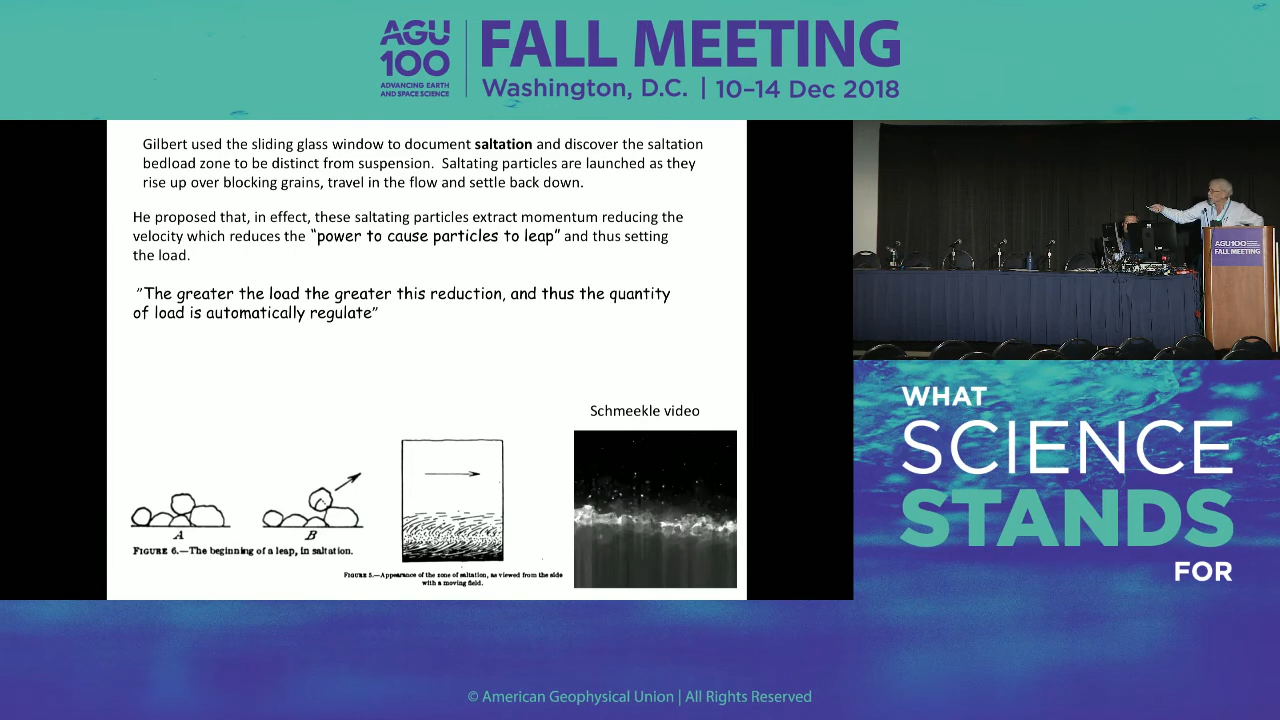 AGU
100
ADVANCING EARTH
AND SPACE SCIENCE
FALL MEETING
Washington, D.C. | 10–14 Dec 2018
Gilbert used the sliding glass window to document saltation and discover the saltation
bedload zone to be distinct from suspension. Saltating particles are launched as they
rise up over blocking grains, travel in the flow and settle back down.
He proposed that, in effect, these saltating particles extract momentum reducing the
velocity which reduces the “power to cause particles to leap” and thus setting
the load.
”The greater the load the greater this reduction, and thus the quantity
of load is automatically regulate”
Schmeekle video
A
B
FIGURE 6.—The beginning of a leap, in saltation.
FIGURE 5.—Appearance of the zone of saltation, as viewed from the side
with a moving field.
AGU100
FALL MEETING
WHAT
SCIENCE
STANDS
FOR
© American Geophysical Union | All Rights Reserved